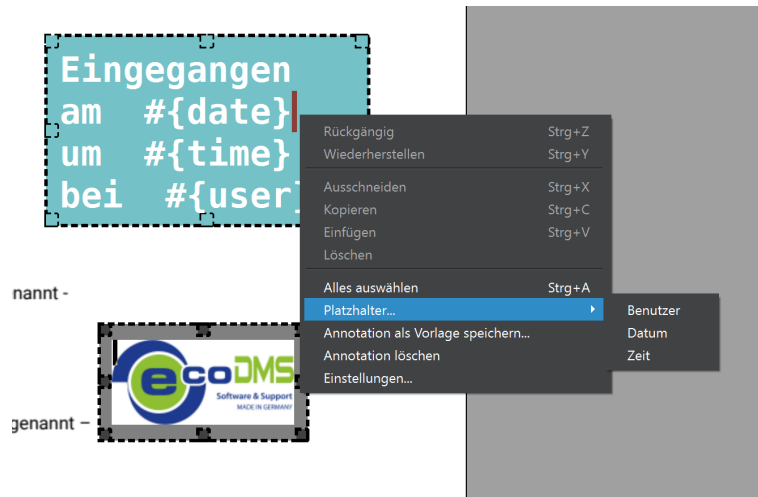 Eingegangen
am #{date}
um #{time}
bei #{user}
Rückgängig Strg+Z
Wiederherstellen Strg+Y
Ausschneiden Strg+X
Kopieren Strg+C
Einfügen Strg+V
Löschen
Alles auswählen Strg+A
Platzhalter...
Annotation als Vorlage speichern...
Annotation löschen
Einstellungen...
Benutzer
Datum
Zeit
nannt -
ecoDMS
Software & Support
MADE IN GERMANY
genannt –